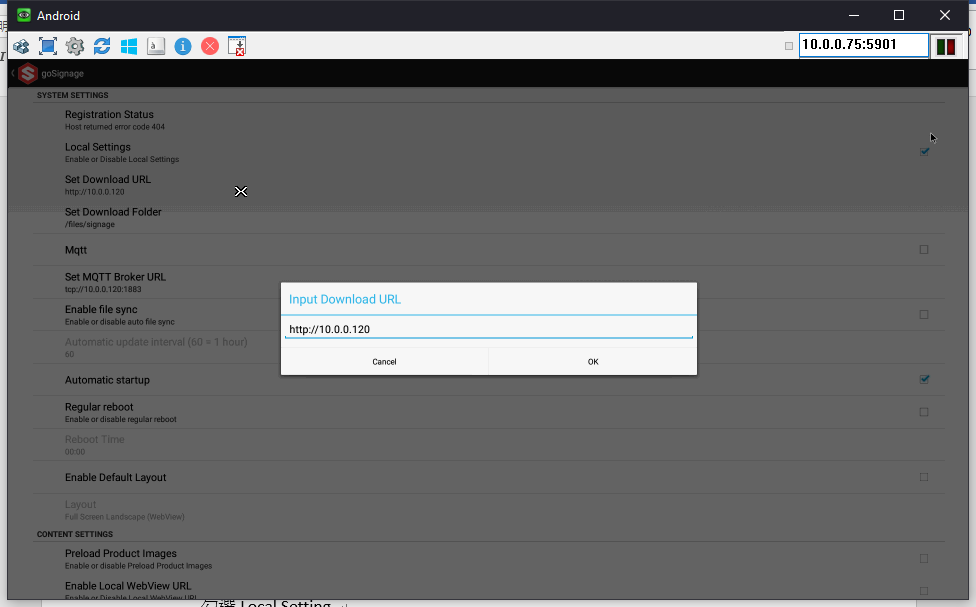 Android
10.0.0.75:5901
goSignage
SYSTEM SETTINGS
Registration Status
Host returned error code 404
Local Settings
Enable or Disable Local Settings
Set Download URL
http://10.0.0.120
Set Download Folder
/files/signage
Mqtt
Set MQTT Broker URL
tcp://10.0.0.120:1883
Enable file sync
Enable or disable auto file sync
Automatic update interval (60 = 1 hour)
60
Input Download URL
http://10.0.0.120
Cancel
OK
Automatic startup
Regular reboot
Enable or disable regular reboot
Reboot Time
00:00
Enable Default Layout
Layout
Full Screen Landscape (WebView)
CONTENT SETTINGS
Preload Product Images
Enable or disable Preload Product Images
Enable Local WebView URL
Enable or Disable Local WebView URL
勾選 Local Setting